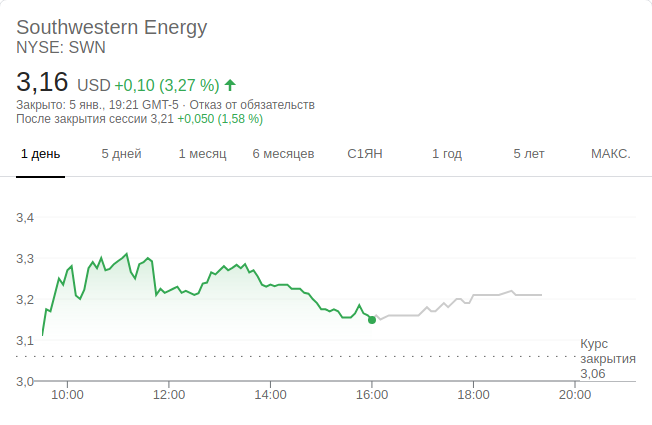 Southwestern Energy
NYSE: SWN
3,16 USD +0,10 (3,27 %)
Закрыто: 5 янв., 19:21 GMT-5 · Отказ от обязательств
После закрытия сессии 3,21 +0,050 (1,58 %)
1 день 5 дней 1 месяц 6 месяцев С1ЯН 1 год 5 лет МАКС.
3,4
3,3
3,2
3,1
Курс
закрытия
3,06
3,0
10:00 12:00 14:00 16:00 18:00 20:00